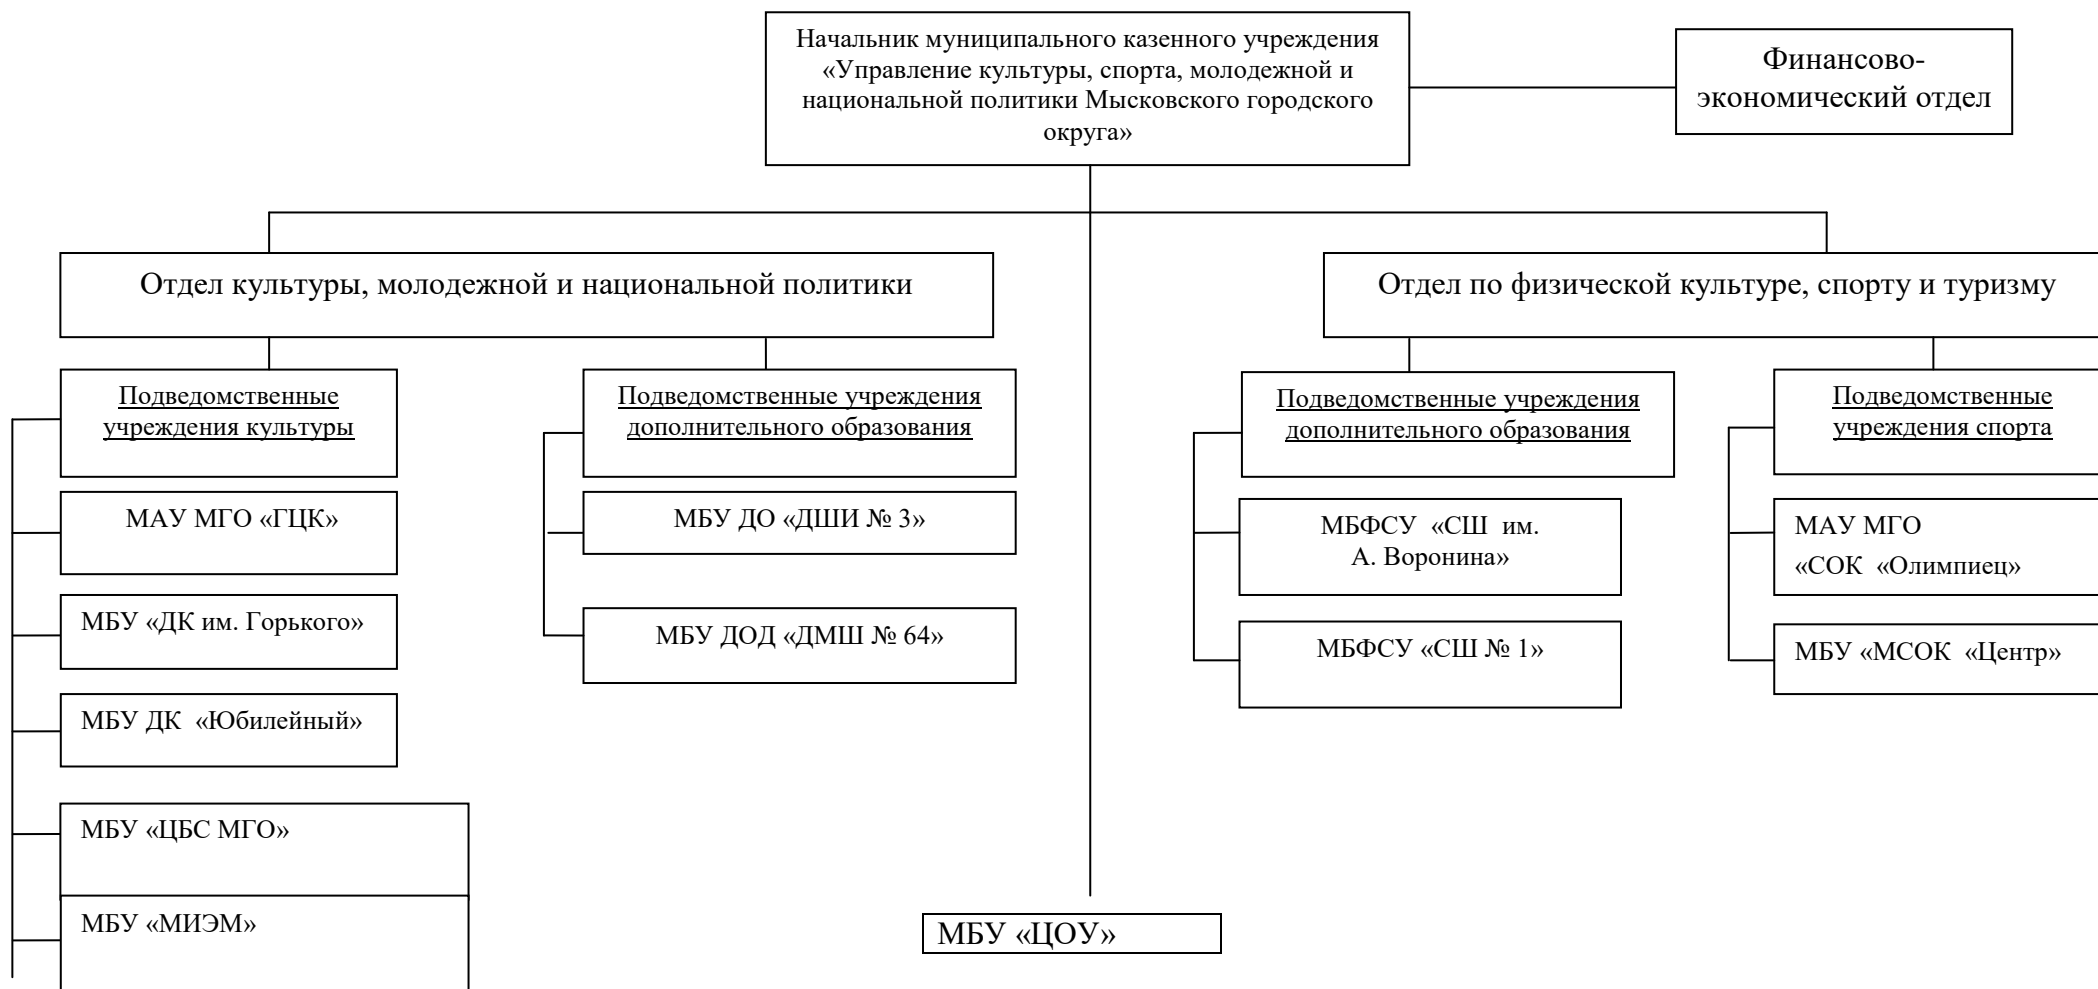 Начальник муниципального казенного учреждения
«Управление культуры, спорта, молодежной и
национальной политики Мысковского городского
округа»
Финансово-
экономический отдел
Отдел культуры, молодежной и национальной политики
Отдел по физической культуре, спорту и туризму
Подведомственные
учреждения культуры
Подведомственные учреждения
дополнительного образования
Подведомственные учреждения
дополнительного образования
Подведомственные
учреждения спорта
МАУ МГО «ГЦК»
МБУ «ДК им. Горького»
МБУ ДК «Юбилейный»
МБУ «ЦБС МГО»
МБУ «МИЭМ»
МБУ ДО «ДШИ № 3»
МБУ ДОД «ДМШ № 64»
МБУ «ЦОУ»
МБФСУ «СШ им.
А. Воронина»
МБФСУ «СШ № 1»
МАУ МГО
«СОК «Олимпиец»
МБУ «МСОК «Центр»